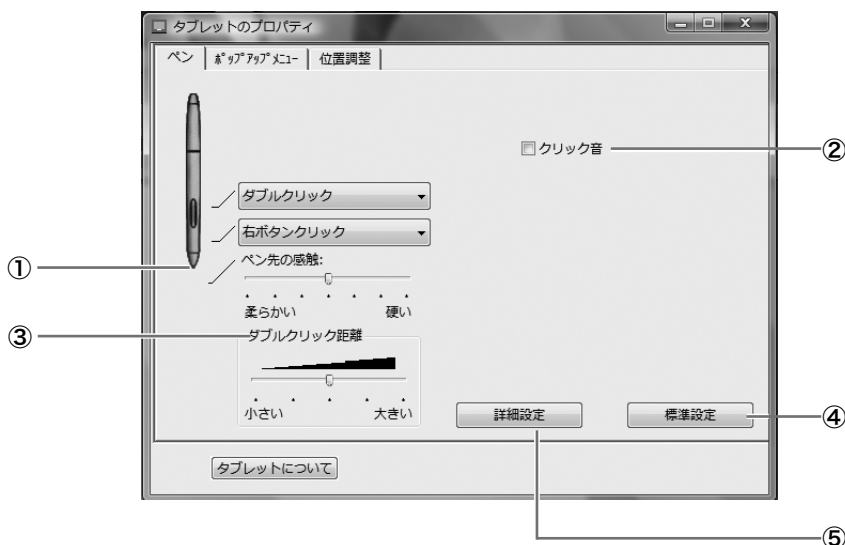 タブレットのプロパティ
ペン ﾎﾟｯﾌﾟｱｯﾌﾟﾒﾆｭｰ 位置調整
クリック音 ②
ダブルクリック
右ボタンクリック
① ペン先の感触:
柔らかい 硬い
③ ダブルクリック距離
小さい 大きい
詳細設定 標準設定 ④
タブレットについて
⑤